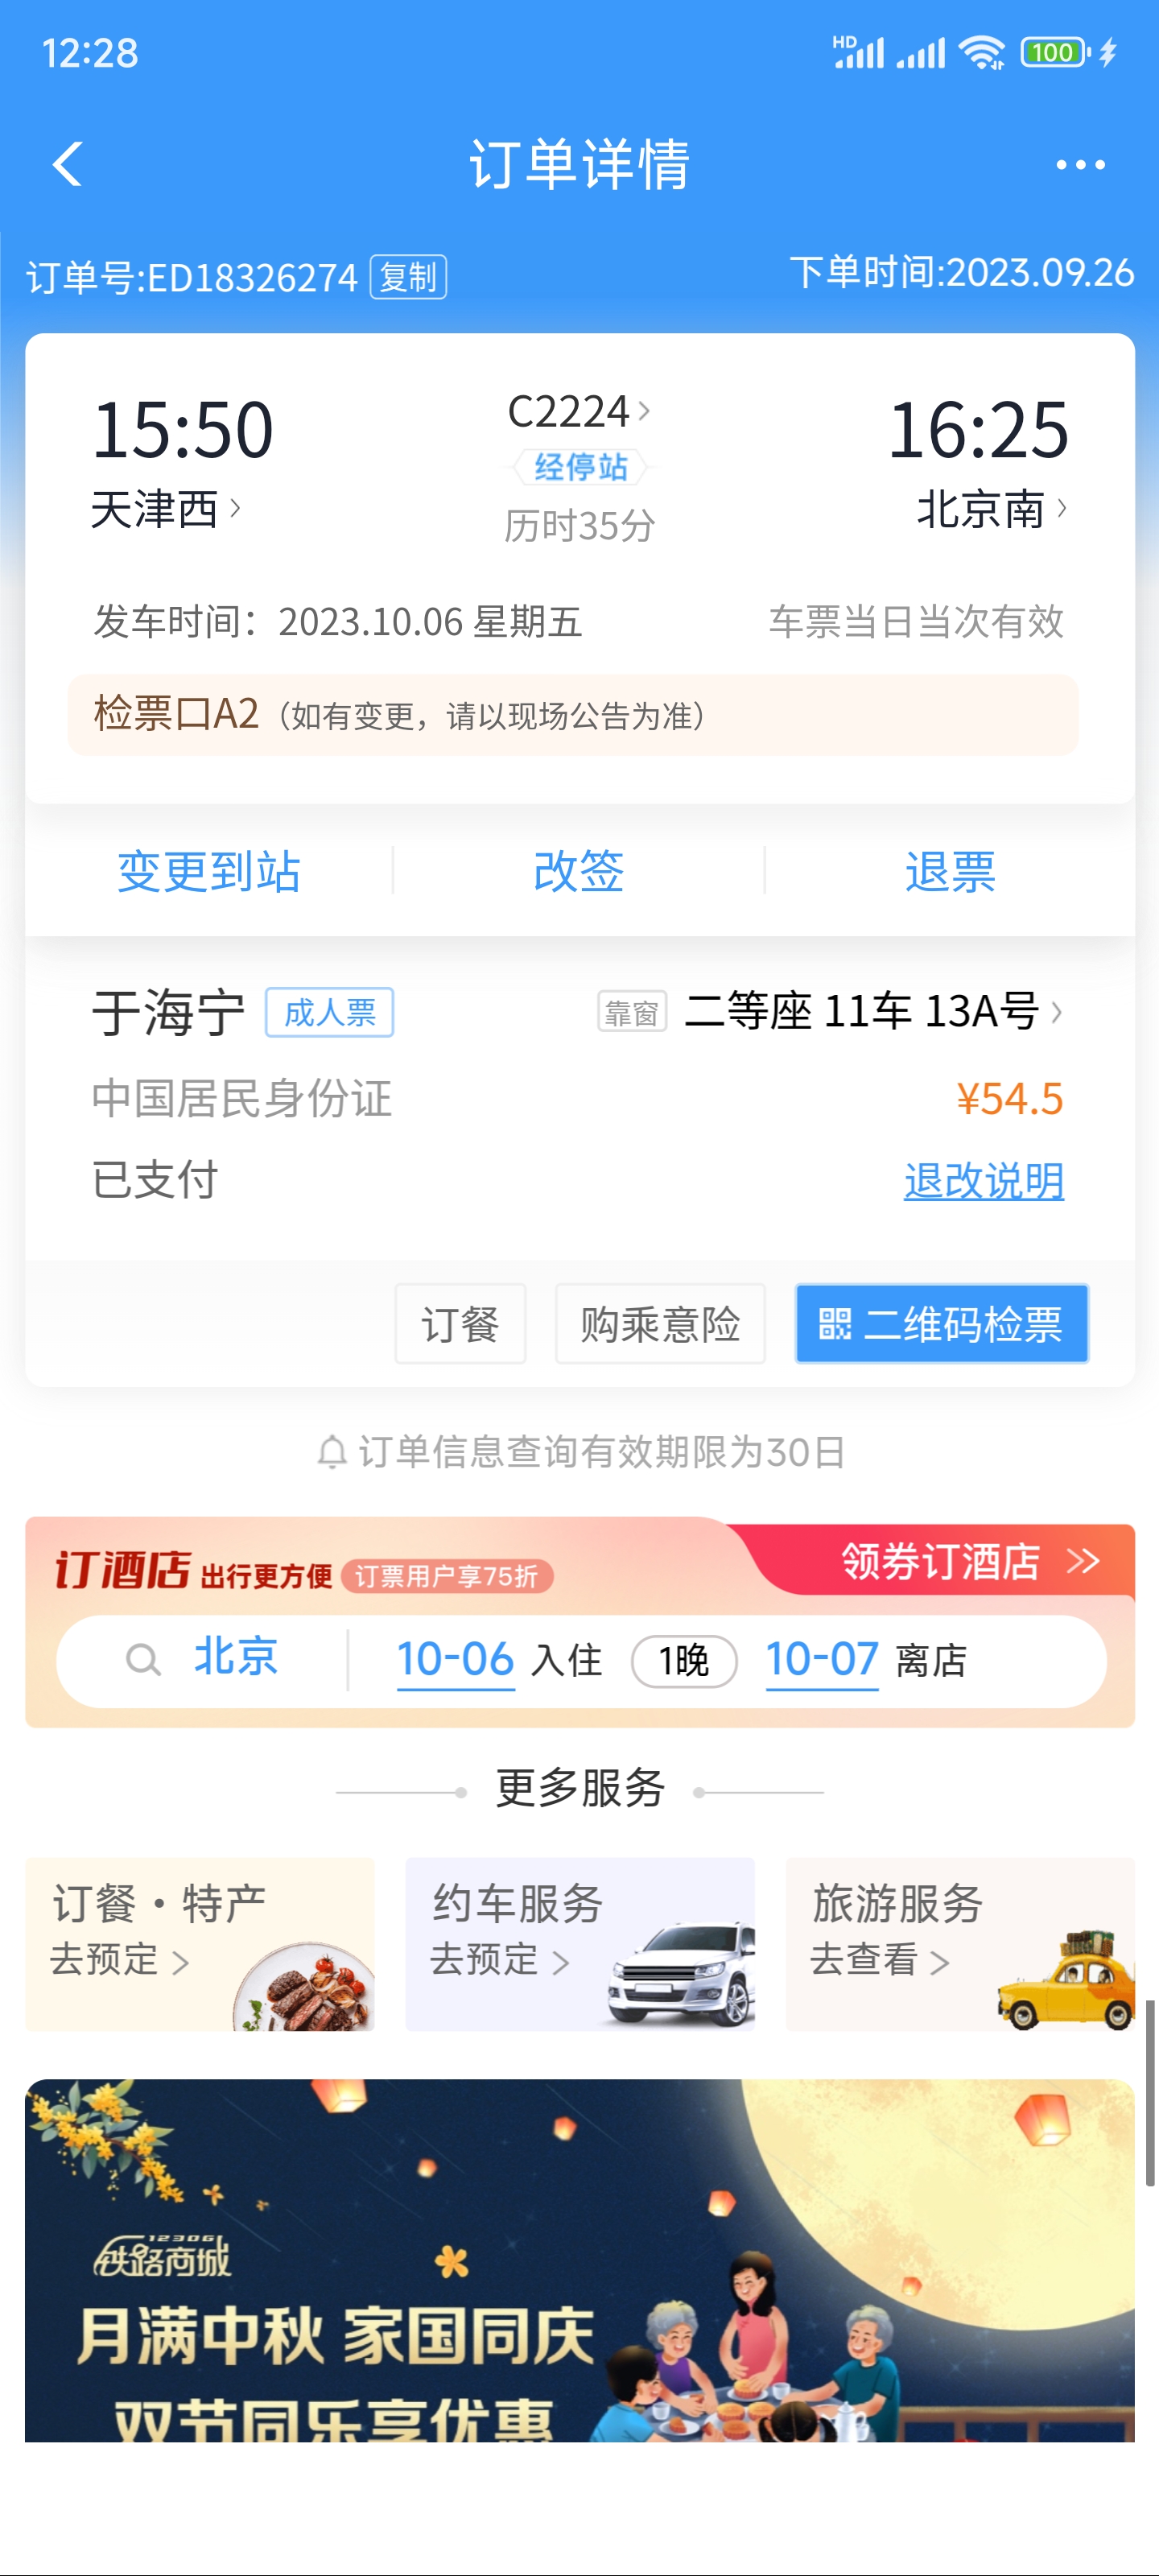 12:28 HD 100
订单详情
订单号:ED18326274 复制 下单时间:2023.09.26
15:50 C2224 16:25
经停站
天津西 北京南
历时35分
发车时间：2023.10.06 星期五 车票当日当次有效
检票口A2（如有变更，请以现场公告为准）
变更到站 改签 退票
于海宁 成人票 靠窗 二等座 11车 13A号
中国居民身份证 ¥54.5
已支付 退改说明
订餐 购乘意险 二维码检票
订单信息查询有效期限为30日
订酒店 出行更方便 订票用户享75折 领券订酒店
北京 10-06 入住 1晚 10-07 离店
更多服务
订餐·特产 约车服务 旅游服务
去预定 去预定 去查看
12306
铁路商城
月满中秋 家国同庆
双节同乐享优惠